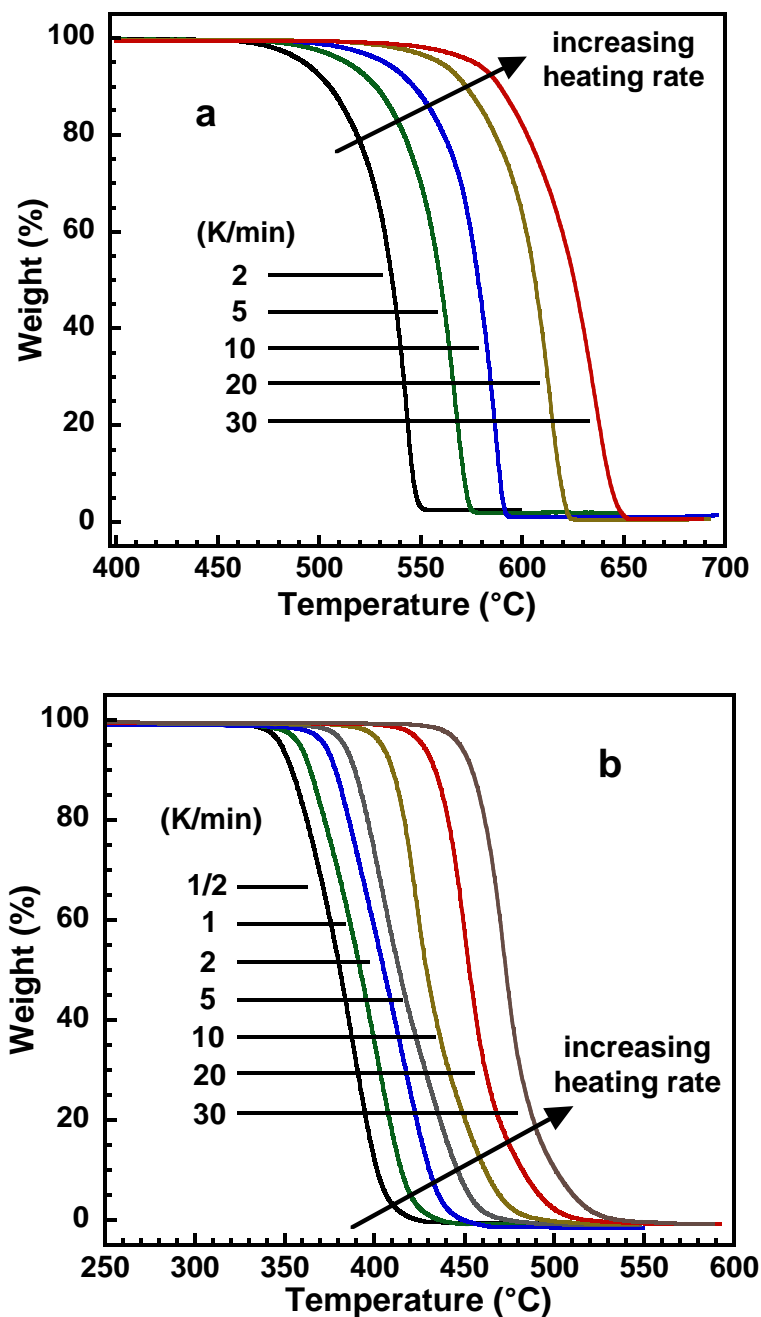 100
80
60
40
20
0
Weight (%)
a
increasing
heating rate
(K/min)
2
5
10
20
30
400 450 500 550 600 650 700
Temperature (°C)
100
80
60
40
20
0
Weight (%)
b
(K/min)
1/2
1
2
5
10
20
30
increasing
heating rate
250 300 350 400 450 500 550 600
Temperature (°C)